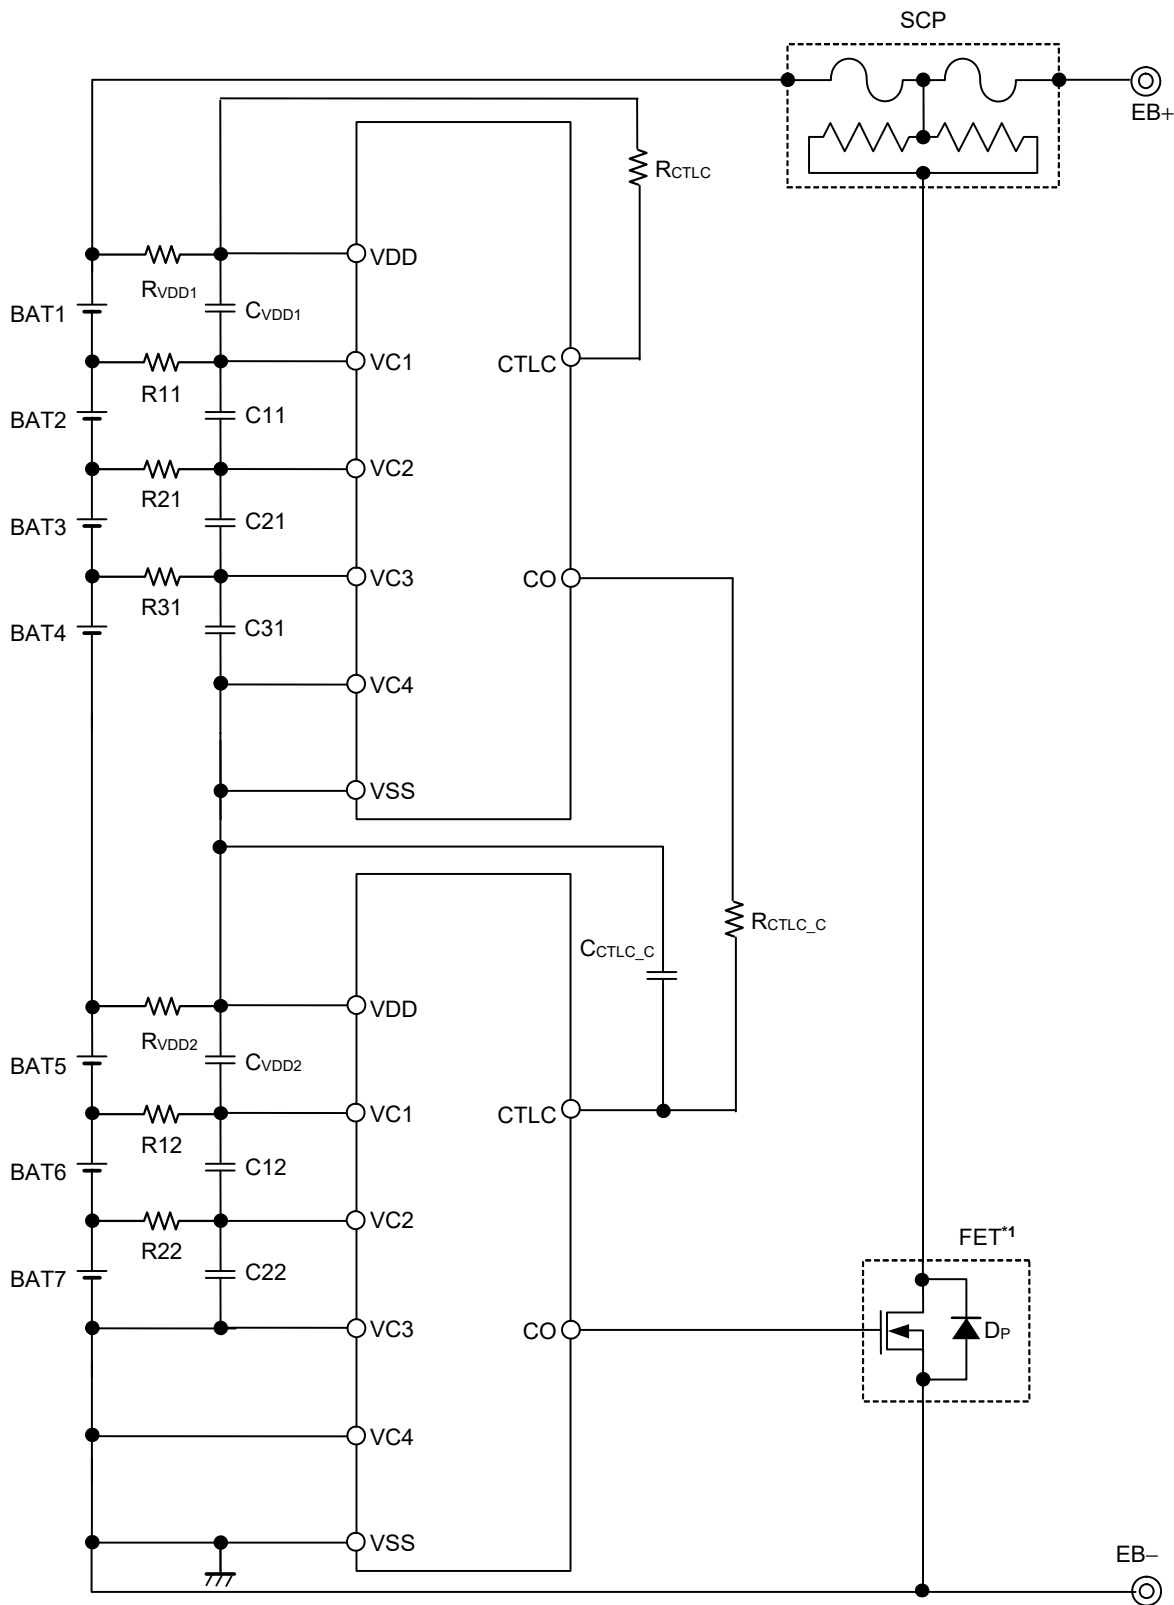 SCP
EB+
RCTLC
VDD
RVDD1
BAT1
CVDD1
VC1
CTLC
R11
BAT2
C11
VC2
R21
BAT3
C21
VC3
CO
R31
BAT4
C31
VC4
VSS
RCTLC_C
CCTLC_C
VDD
RVDD2
BAT5
CVDD2
VC1
CTLC
R12
BAT6
C12
VC2
R22
FET*1
BAT7
C22
VC3
CO
DP
VC4
VSS
EB−